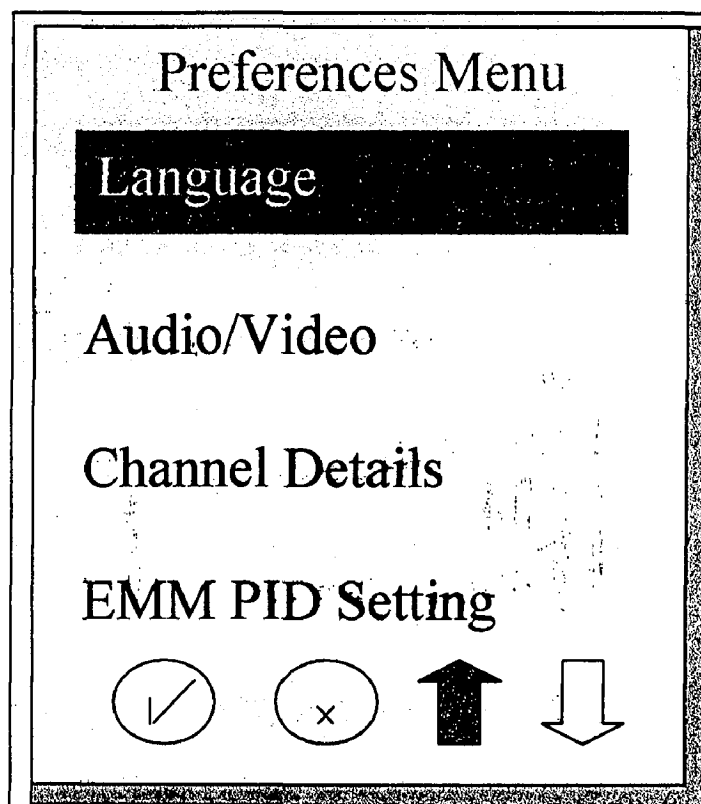 Preferences Menu
Language
Audio/Video
Channel Details
EMM PID Setting